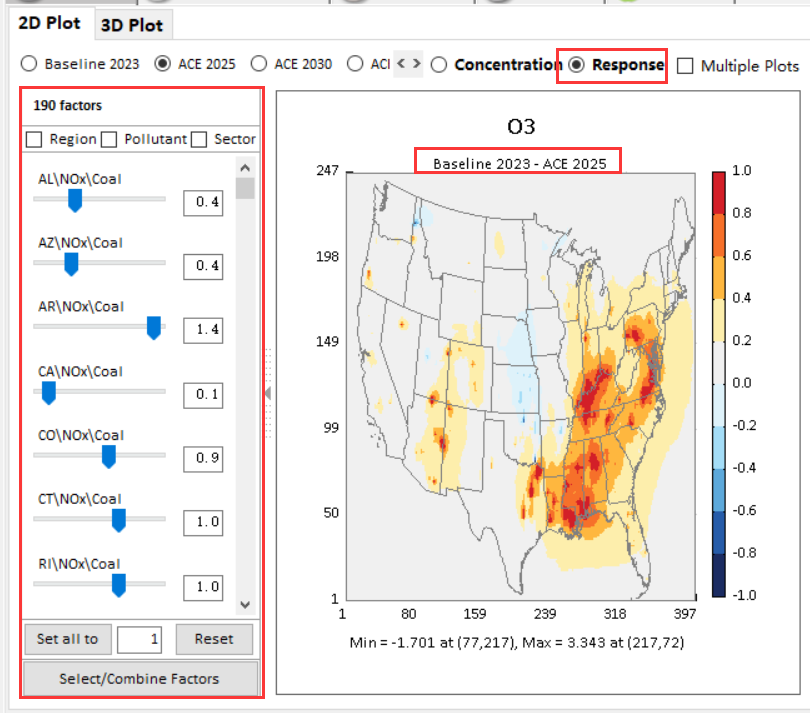 2D Plot 3D Plot
Baseline 2023 ACE 2025 ACE 2030 ACI < > Concentration Response Multiple Plots
190 factors
Region Pollutant Sector
AL\NOx\Coal
0.4
AZ\NOx\Coal
0.4
AR\NOx\Coal
1.4
CA\NOx\Coal
0.1
CO\NOx\Coal
0.9
CT\NOx\Coal
1.0
RI\NOx\Coal
1.0
Set all to 1 Reset
Select/Combine Factors
O3
Baseline 2023 - ACE 2025
247
198
149
99
50
1
1 80 159 239 318 397
1.0
0.8
0.6
0.4
0.2
0.0
-0.2
-0.4
-0.6
-0.8
-1.0
Min = -1.701 at (77,217), Max = 3.343 at (217,72)